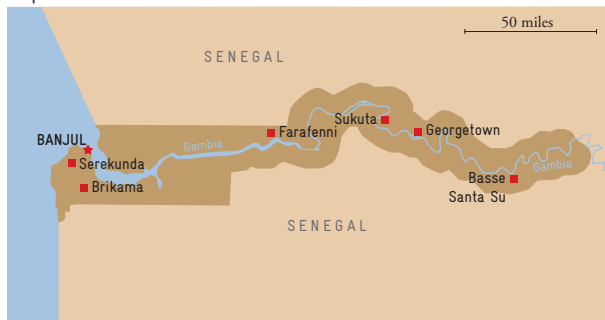 50 miles
SENEGAL
Sukuta
Farafenni
Georgetown
BANJUL
Gambia
Serekunda
Gambia
Basse
Santa Su
Brikama
SENEGAL